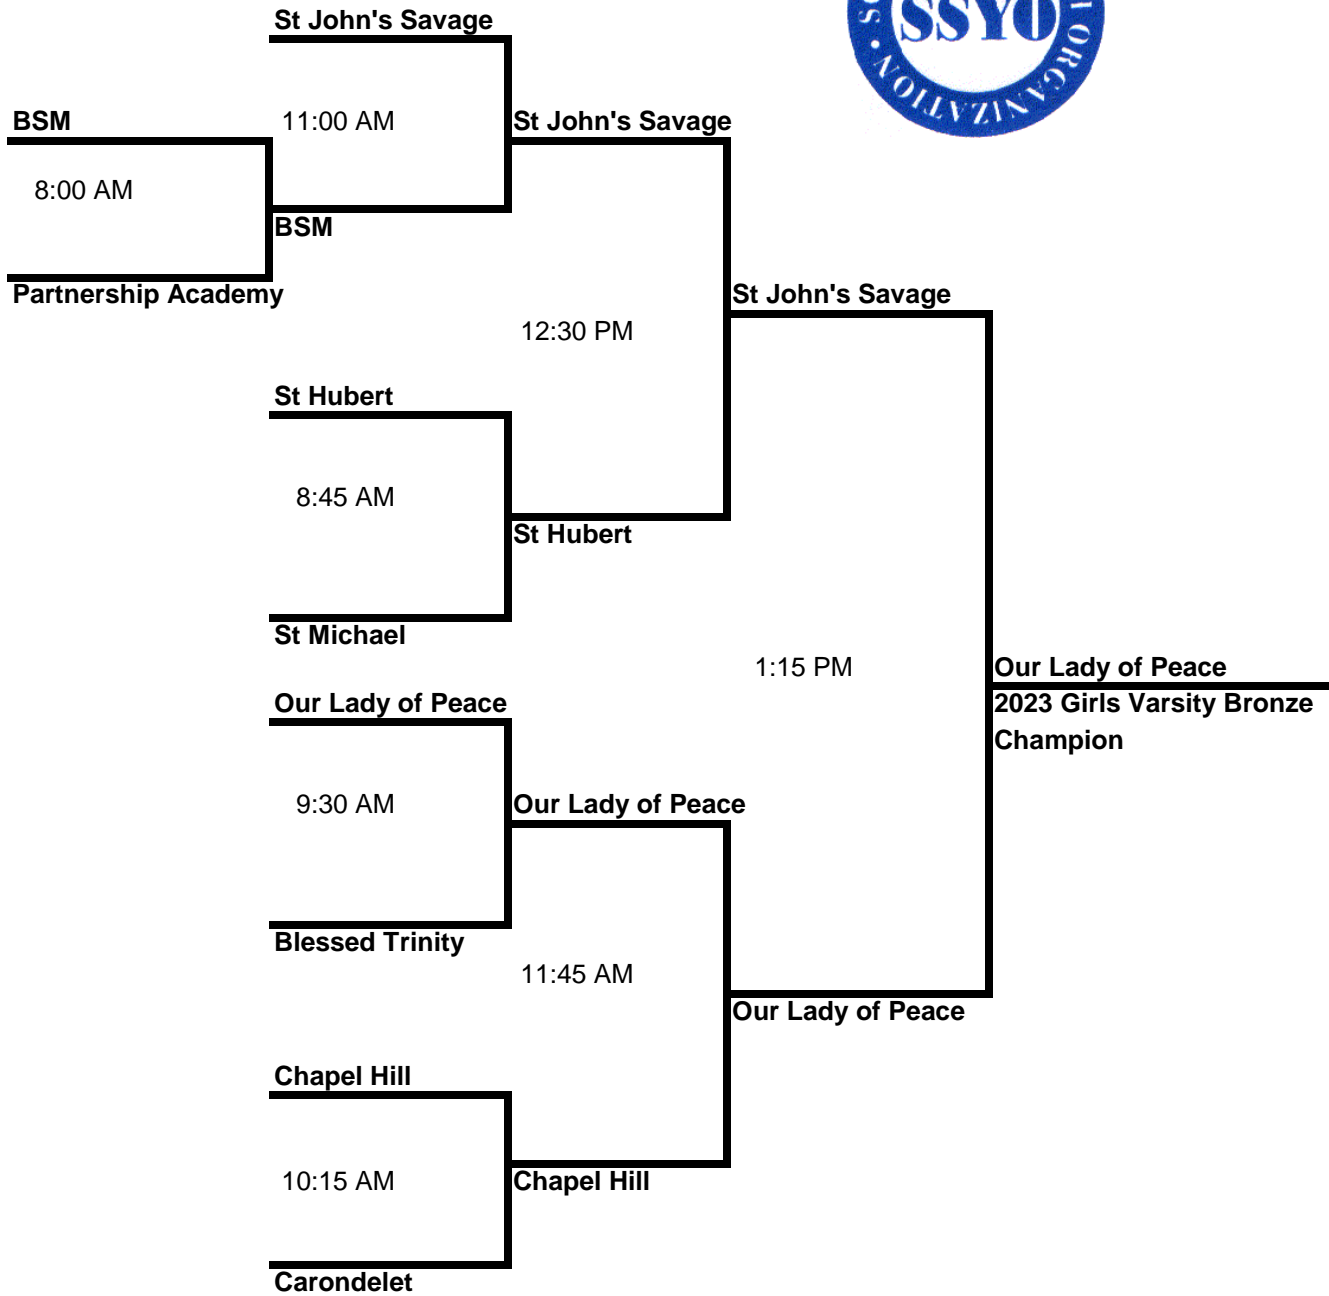 St John's Savage
SSYO
ORGANIZATION
BSM
11:00 AM
St John's Savage
8:00 AM
BSM
Partnership Academy
St John's Savage
12:30 PM
St Hubert
8:45 AM
St Hubert
St Michael
1:15 PM
Our Lady of Peace
Our Lady of Peace
2023 Girls Varsity Bronze
Champion
9:30 AM
Our Lady of Peace
Blessed Trinity
11:45 AM
Our Lady of Peace
Chapel Hill
10:15 AM
Chapel Hill
Carondelet